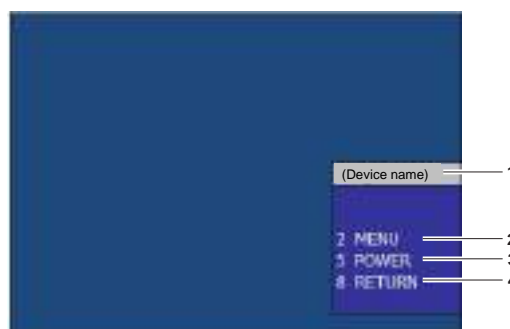 (Device name)
1
2 MENU
2
5 POWER
3
8 RETURN
4